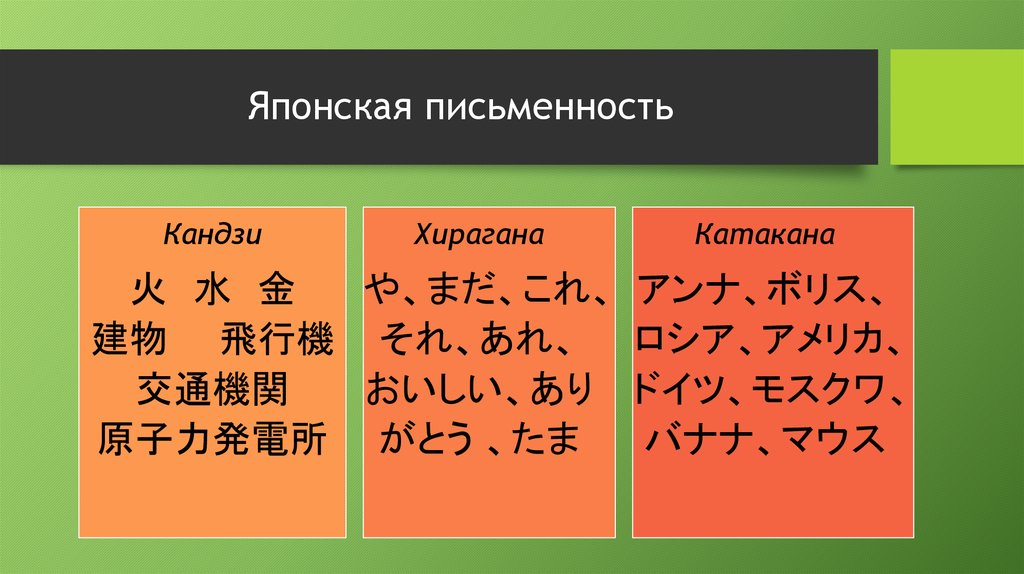 Японская письменность
Кандзи
火　水　金
建物　　飛行機
交通機関
原子力発電所
Хирагана
や、まだ、これ、
それ、あれ、
おいしい、あり
がとう 、たま
Катакана
アンナ、ボリス、
ロシア、アメリカ、
ドイツ、モスクワ、
バナナ、マウス